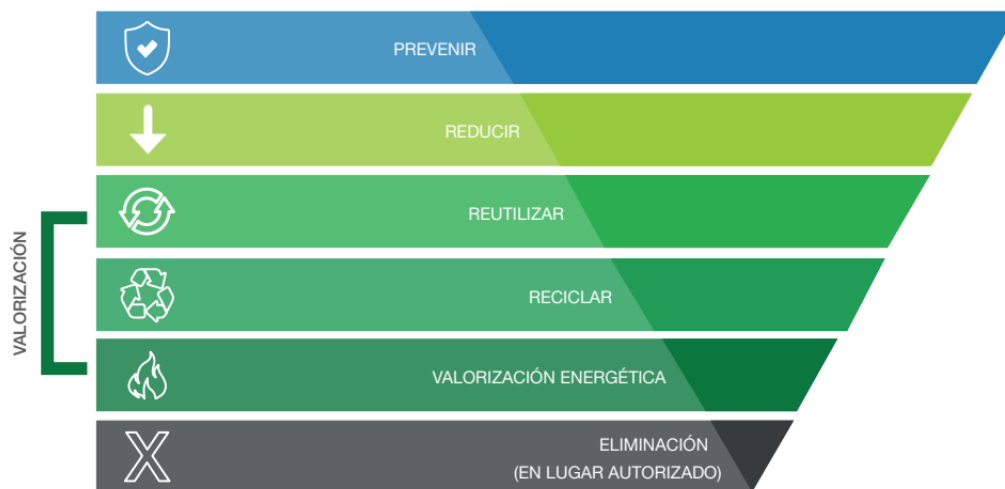 PREVENIR
REDUCIR
REUTILIZAR
VALORIZACIÓN
RECICLAR
VALORIZACIÓN ENERGÉTICA
ELIMINACIÓN
(EN LUGAR AUTORIZADO)